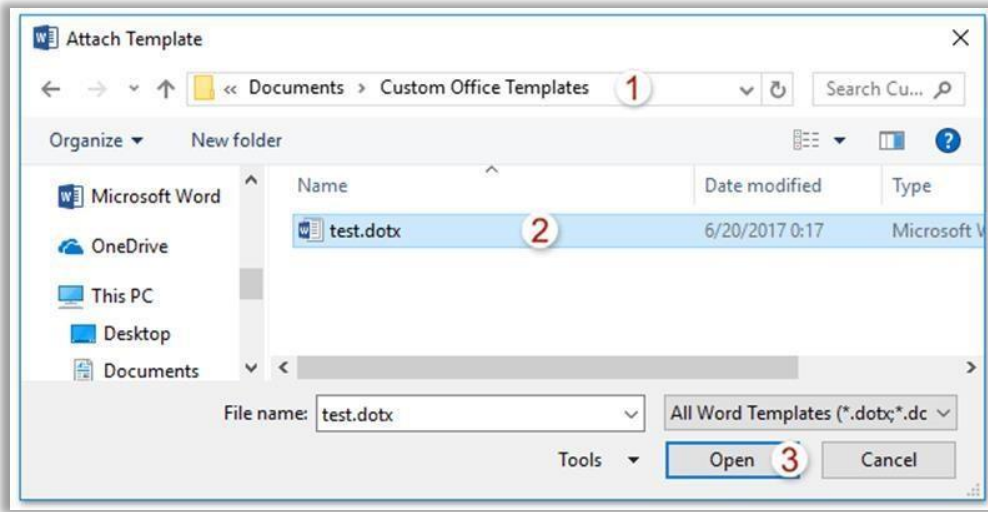 Attach Template
« Documents › Custom Office Templates 1 Search Cu...
Organize New folder ?
Name Date modified Type
Microsoft Word
test.dotx 2 6/20/2017 0:17 Microsoft
OneDrive
This PC
Desktop
Documents
File name: test.dotx All Word Templates (*.dotx;*.dc
Tools Open 3 Cancel